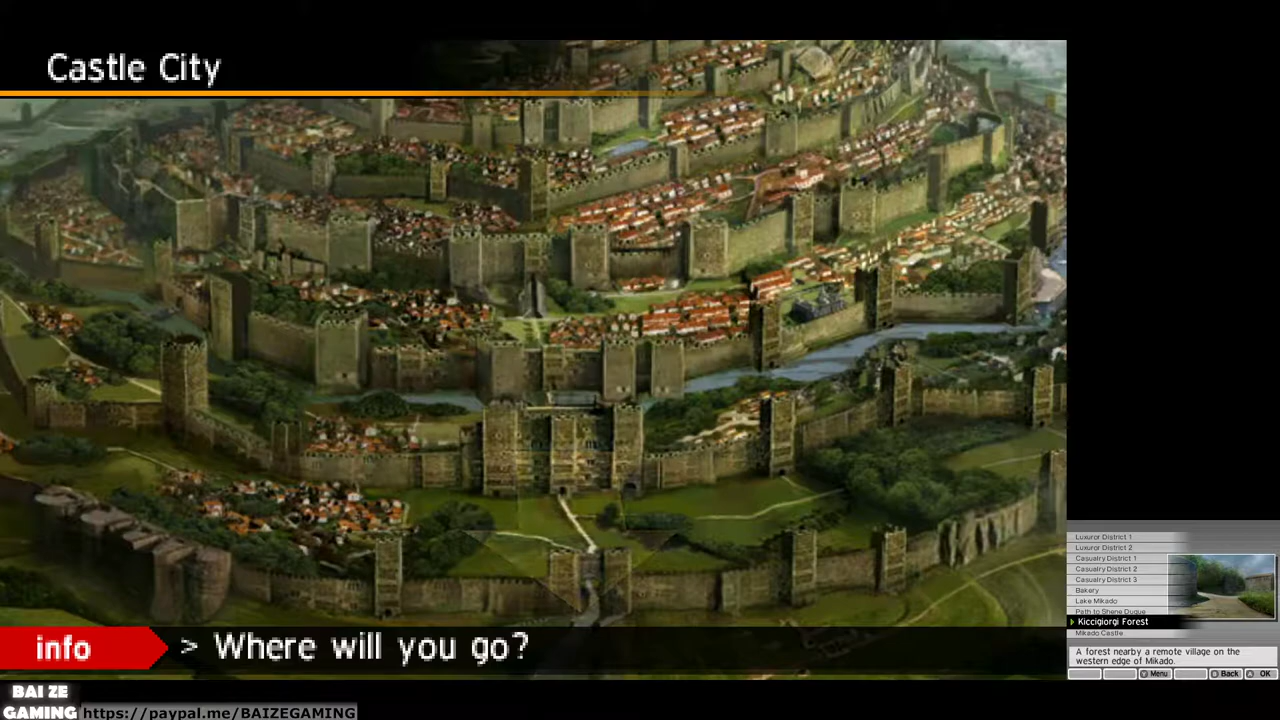 Castle City
Luxuror District 1
Luxuror District 2
Casualry District 1
Casualry District 2
Casualry District 3
Bakery
Lake Mikado
Path to Shene Duque
Kiccigiorgi Forest
Mikado Castle
A forest nearby a remote village on the
western edge of Mikado.
Y Menu B Back A OK
info > Where will you go?
BAI ZE
GAMING https://paypal.me/BAIZEGAMING